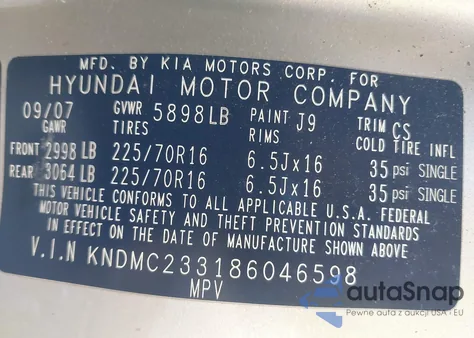 MFD. BY KIA MOTORS CORP. FOR
HYUNDAI MOTOR COMPANY
09/07 GVWR 5898LB PAINT J9 TRIM CS
GAWR TIRES RIMS COLD TIRE INFL
FRONT 2998 LB 225/70R16 6.5Jx16 35 psi SINGLE
REAR 3064 LB 225/70R16 6.5Jx16 35 psi SINGLE
THIS VEHICLE CONFORMS TO ALL APPLICABLE U.S.A. FEDERAL
MOTOR VEHICLE SAFETY AND THEFT PREVENTION STANDARDS
IN EFFECT ON THE DATE OF MANUFACTURE SHOWN ABOVE.
V.I.N KNDMC233186046598
MPV
autoSnap
Pewne auta z aukcji USA i EU